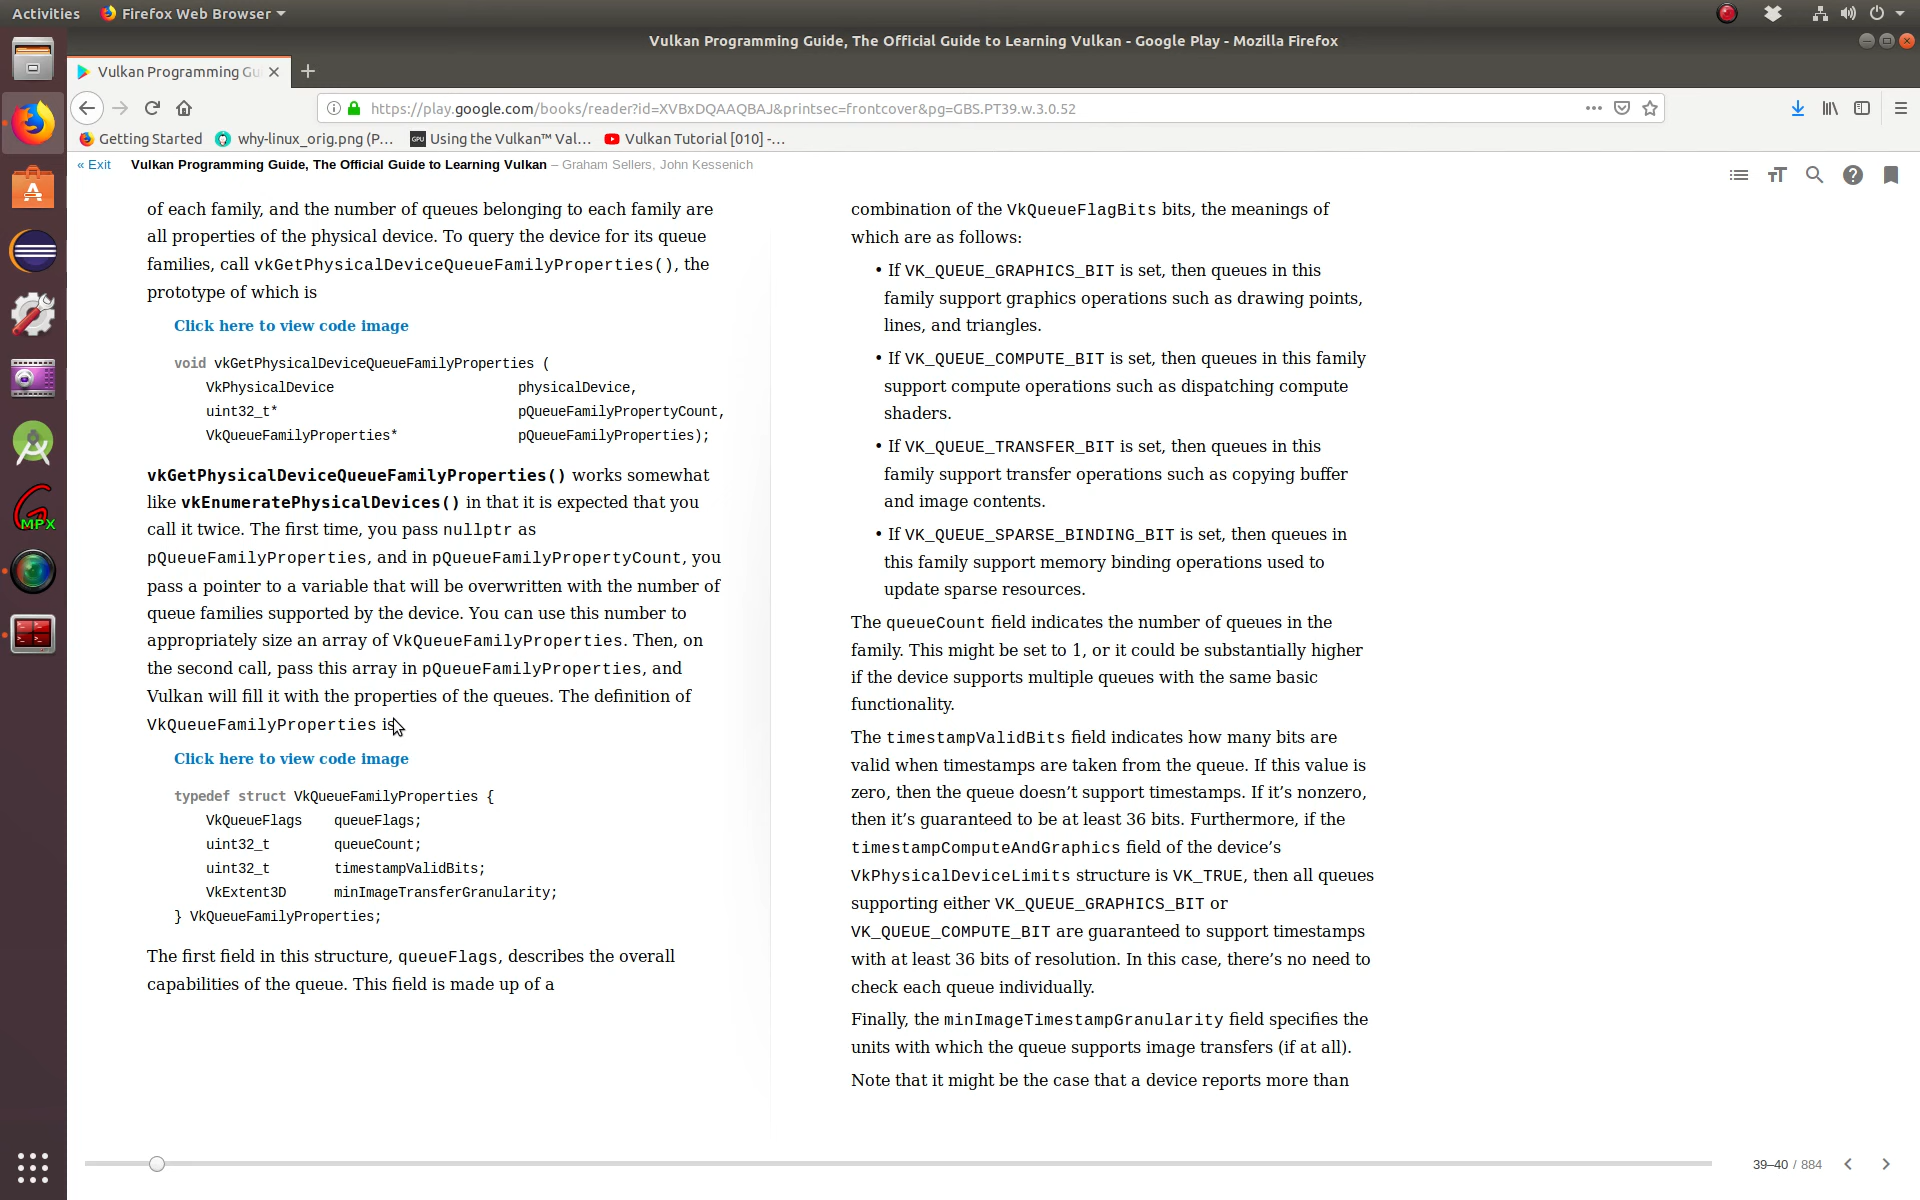 Activities
Firefox Web Browser
Vulkan Programming Guide, The Official Guide to Learning Vulkan - Google Play - Mozilla Firefox
Vulkan Programming Gui
https://play.google.com/books/reader?id=XVBxDQAAQBAJ&printsec=frontcover&pg=GBS.PT39.w.3.0.52
Getting Started
why-linux_orig.png (P...
GPU
Using the Vulkan™ Val...
Vulkan Tutorial [010] -...
« Exit
Vulkan Programming Guide, The Official Guide to Learning Vulkan – Graham Sellers, John Kessenich
of each family, and the number of queues belonging to each family are
all properties of the physical device. To query the device for its queue
families, call vkGetPhysicalDeviceQueueFamilyProperties(), the
prototype of which is
Click here to view code image
void vkGetPhysicalDeviceQueueFamilyProperties (
VkPhysicalDevice physicalDevice,
uint32_t* pQueueFamilyPropertyCount,
VkQueueFamilyProperties* pQueueFamilyProperties);
vkGetPhysicalDeviceQueueFamilyProperties() works somewhat
like vkEnumeratePhysicalDevices() in that it is expected that you
call it twice. The first time, you pass nullptr as
pQueueFamilyProperties, and in pQueueFamilyPropertyCount, you
pass a pointer to a variable that will be overwritten with the number of
queue families supported by the device. You can use this number to
appropriately size an array of VkQueueFamilyProperties. Then, on
the second call, pass this array in pQueueFamilyProperties, and
Vulkan will fill it with the properties of the queues. The definition of
VkQueueFamilyProperties is
Click here to view code image
typedef struct VkQueueFamilyProperties {
VkQueueFlags queueFlags;
uint32_t queueCount;
uint32_t timestampValidBits;
VkExtent3D minImageTransferGranularity;
} VkQueueFamilyProperties;
The first field in this structure, queueFlags, describes the overall
capabilities of the queue. This field is made up of a
combination of the VkQueueFlagBits bits, the meanings of
which are as follows:
• If VK_QUEUE_GRAPHICS_BIT is set, then queues in this
family support graphics operations such as drawing points,
lines, and triangles.
• If VK_QUEUE_COMPUTE_BIT is set, then queues in this family
support compute operations such as dispatching compute
shaders.
• If VK_QUEUE_TRANSFER_BIT is set, then queues in this
family support transfer operations such as copying buffer
and image contents.
• If VK_QUEUE_SPARSE_BINDING_BIT is set, then queues in
this family support memory binding operations used to
update sparse resources.
The queueCount field indicates the number of queues in the
family. This might be set to 1, or it could be substantially higher
if the device supports multiple queues with the same basic
functionality.
The timestampValidBits field indicates how many bits are
valid when timestamps are taken from the queue. If this value is
zero, then the queue doesn’t support timestamps. If it’s nonzero,
then it’s guaranteed to be at least 36 bits. Furthermore, if the
timestampComputeAndGraphics field of the device’s
VkPhysicalDeviceLimits structure is VK_TRUE, then all queues
supporting either VK_QUEUE_GRAPHICS_BIT or
VK_QUEUE_COMPUTE_BIT are guaranteed to support timestamps
with at least 36 bits of resolution. In this case, there’s no need to
check each queue individually.
Finally, the minImageTimestampGranularity field specifies the
units with which the queue supports image transfers (if at all).
Note that it might be the case that a device reports more than
39–40 / 884
MPX